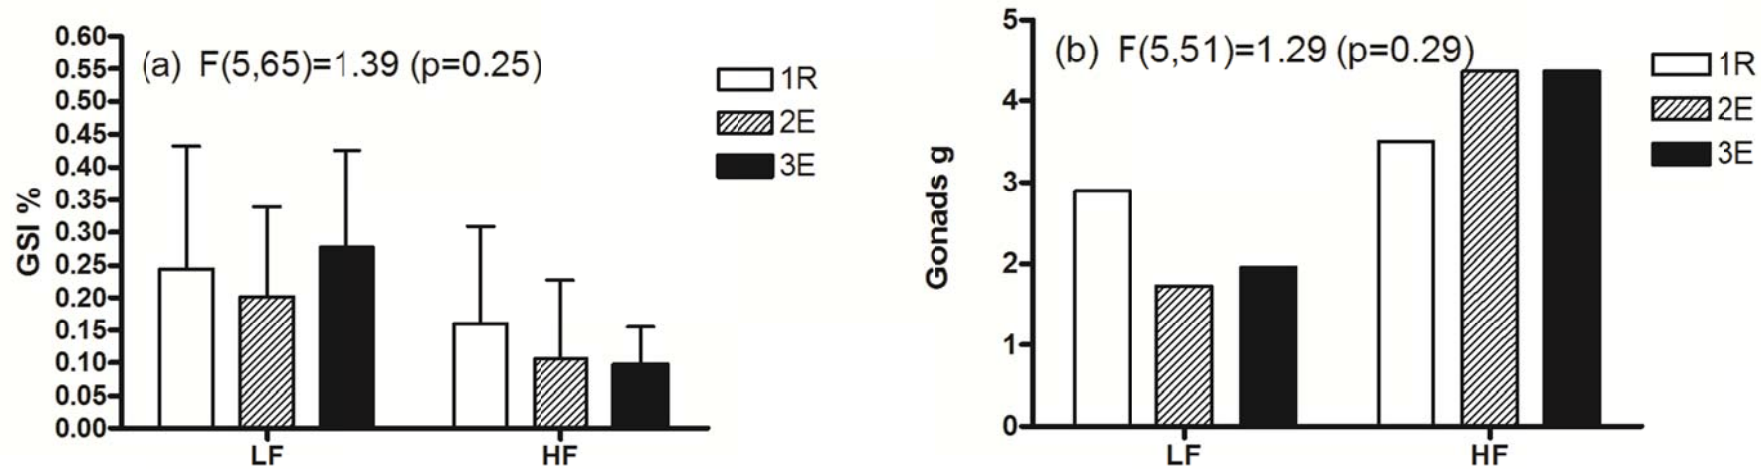 (a) F(5,65)=1.39 (p=0.25)
GSI %
0.60
0.55
0.50
0.45
0.40
0.35
0.30
0.25
0.20
0.15
0.10
0.05
0.00
LF HF
1R
2E
3E
(b) F(5,51)=1.29 (p=0.29)
Gonads g
5
4
3
2
1
0
LF HF
1R
2E
3E